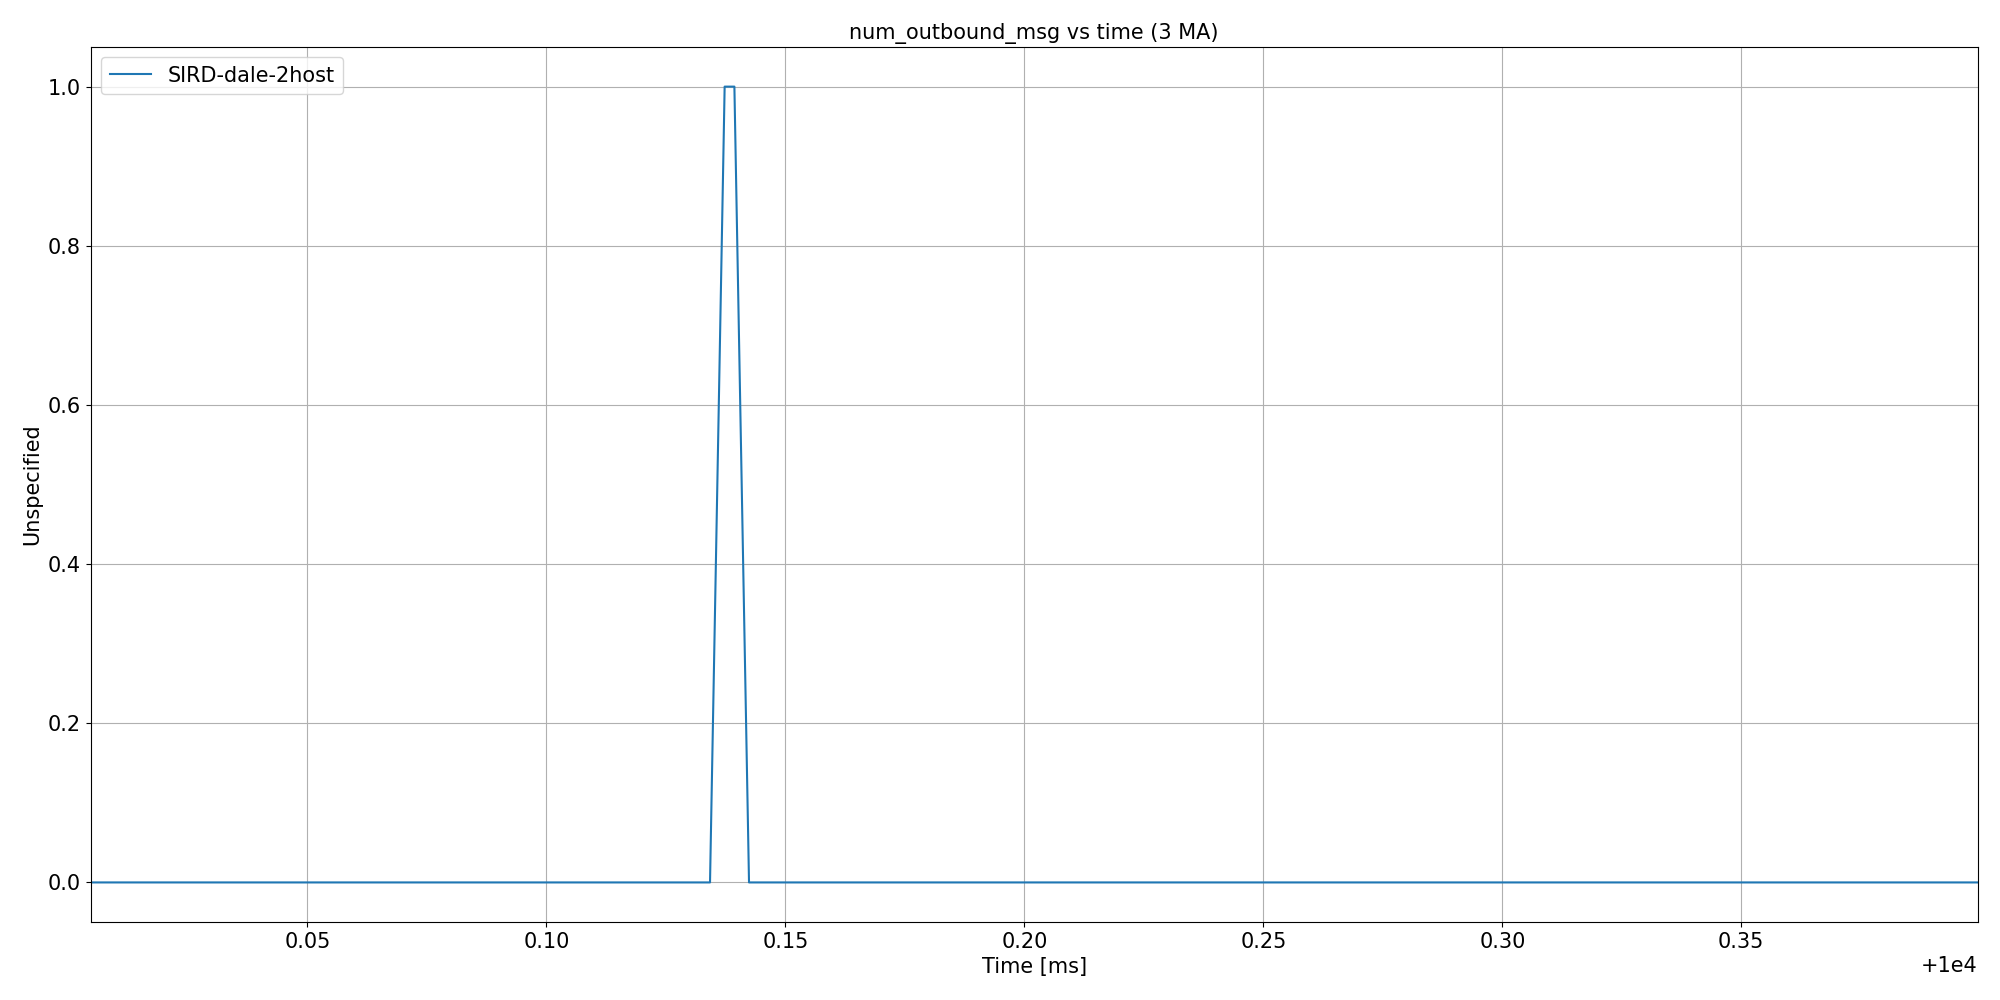 num_outbound_msg vs time (3 MA)
SIRD-dale-2host
1.0
0.8
0.6
0.4
0.2
0.0
Unspecified
0.05 0.10 0.15 0.20 0.25 0.30 0.35
Time [ms]
+1e4